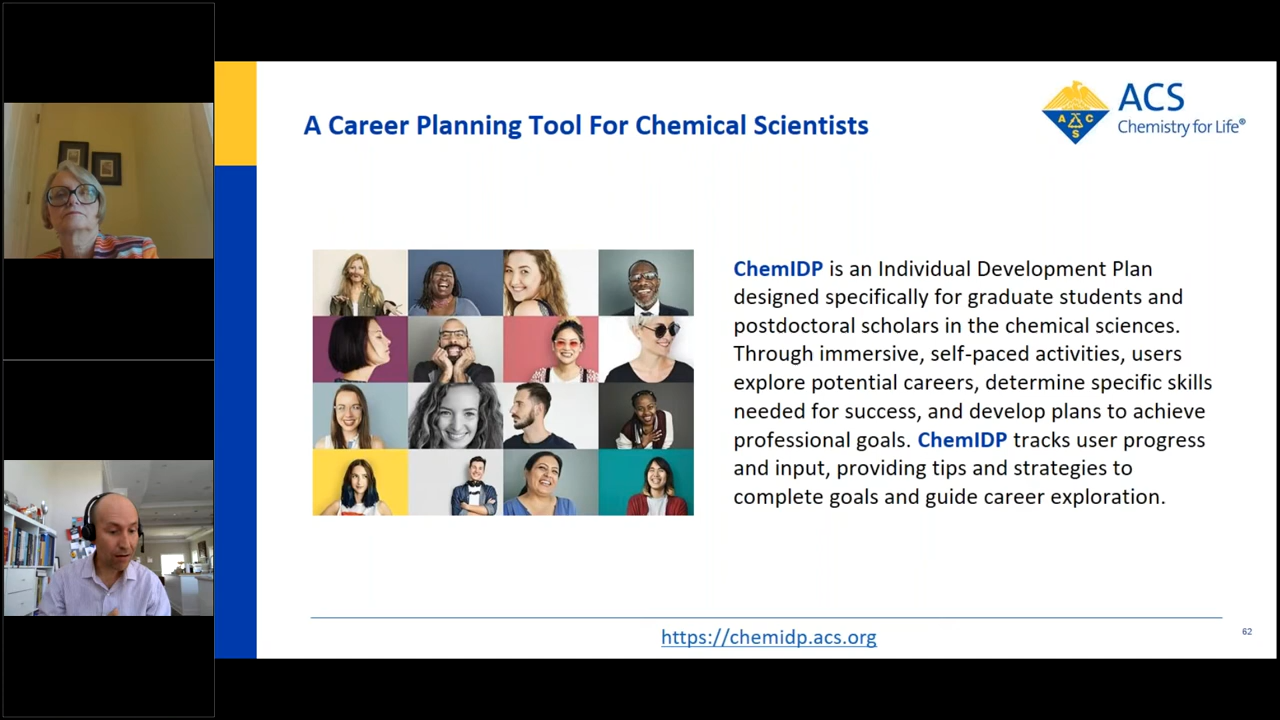 A Career Planning Tool For Chemical Scientists
ACS
Chemistry for Life®
A C
S
ChemIDP is an Individual Development Plan
designed specifically for graduate students and
postdoctoral scholars in the chemical sciences.
Through immersive, self-paced activities, users
explore potential careers, determine specific skills
needed for success, and develop plans to achieve
professional goals. ChemIDP tracks user progress
and input, providing tips and strategies to
complete goals and guide career exploration.
https://chemidp.acs.org
62